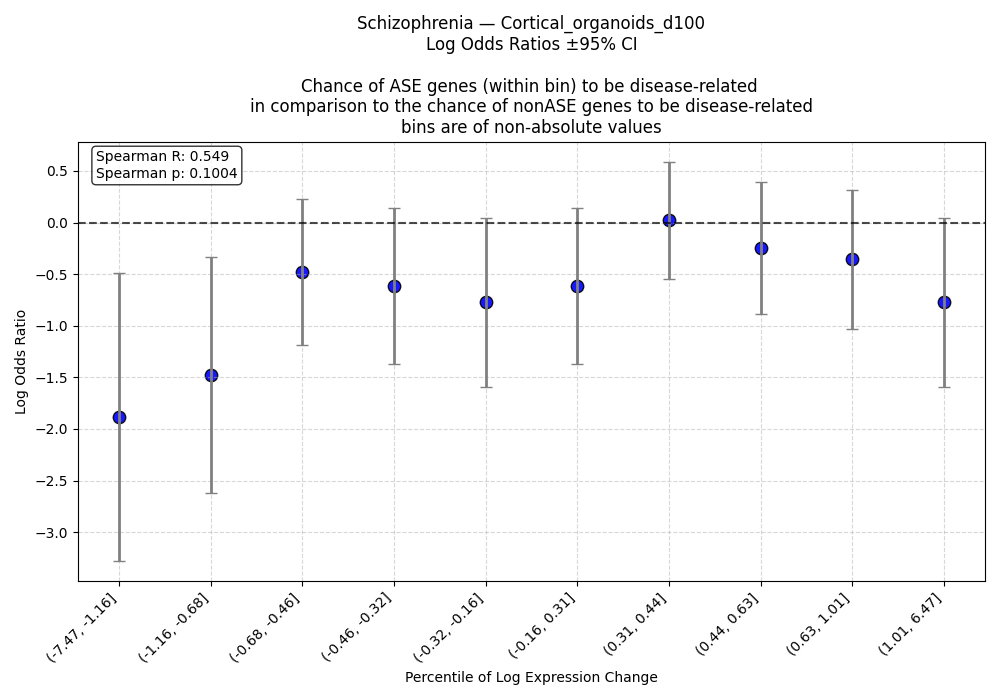 Schizophrenia — Cortical_organoids_d100
Log Odds Ratios ±95% CI
Chance of ASE genes (within bin) to be disease-related
in comparison to the chance of nonASE genes to be disease-related
bins are of non-absolute values
Spearman R: 0.549
Spearman p: 0.1004
Log Odds Ratio
0.5
0.0
−0.5
−1.0
−1.5
−2.0
−2.5
−3.0
(-7.47, -1.16]
(-1.16, -0.68]
(-0.68, -0.46]
(-0.46, -0.32]
(-0.32, -0.16]
(-0.16, 0.31]
(0.31, 0.44]
(0.44, 0.63]
(0.63, 1.01]
(1.01, 6.47]
Percentile of Log Expression Change